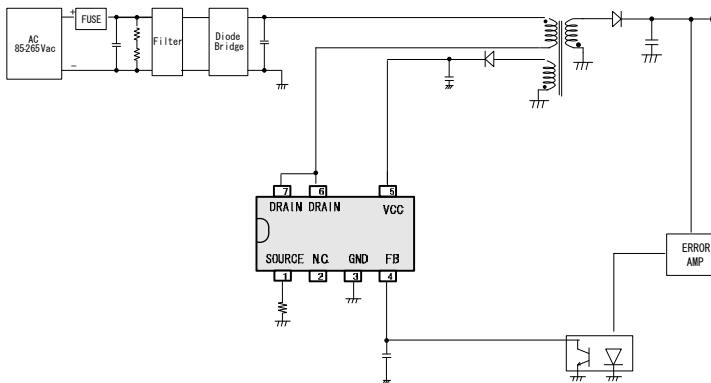 AC
85-265Vac
+
-
FUSE
Filter
Diode
Bridge
7 6 5
DRAIN DRAIN VCC
SOURCE N.C. GND FB
1 2 3 4
ERROR
AMP